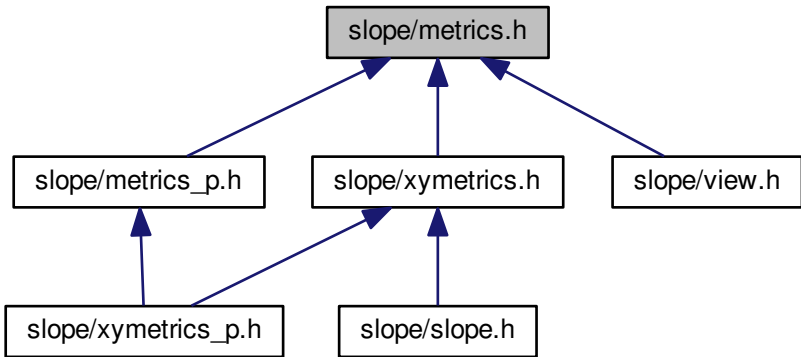 slope/metrics.h
slope/metrics_p.h
slope/xymetrics.h
slope/view.h
slope/xymetrics_p.h
slope/slope.h